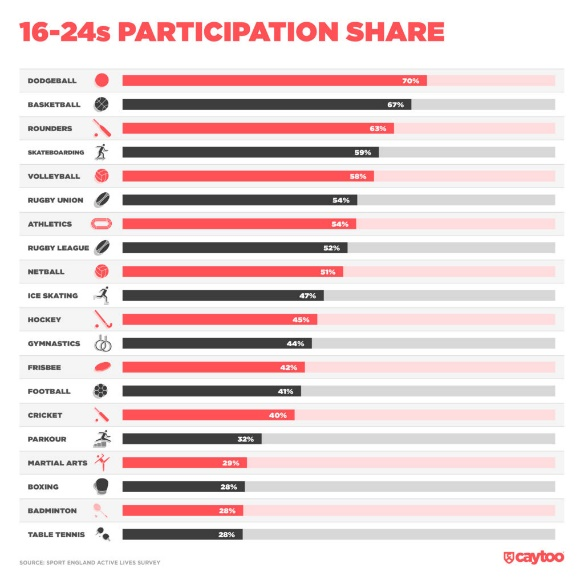 16-24s PARTICIPATION SHARE
DODGEBALL 70%
BASKETBALL 67%
ROUNDERS 63%
SKATEBOARDING 59%
VOLLEYBALL 58%
RUGBY UNION 54%
ATHLETICS 54%
RUGBY LEAGUE 52%
NETBALL 51%
ICE SKATING 47%
HOCKEY 45%
GYMNASTICS 44%
FRISBEE 42%
FOOTBALL 41%
CRICKET 40%
PARKOUR 32%
MARTIAL ARTS 29%
BOXING 28%
BADMINTON 28%
TABLE TENNIS 28%
SOURCE: SPORT ENGLAND ACTIVE LIVES SURVEY
caytoo